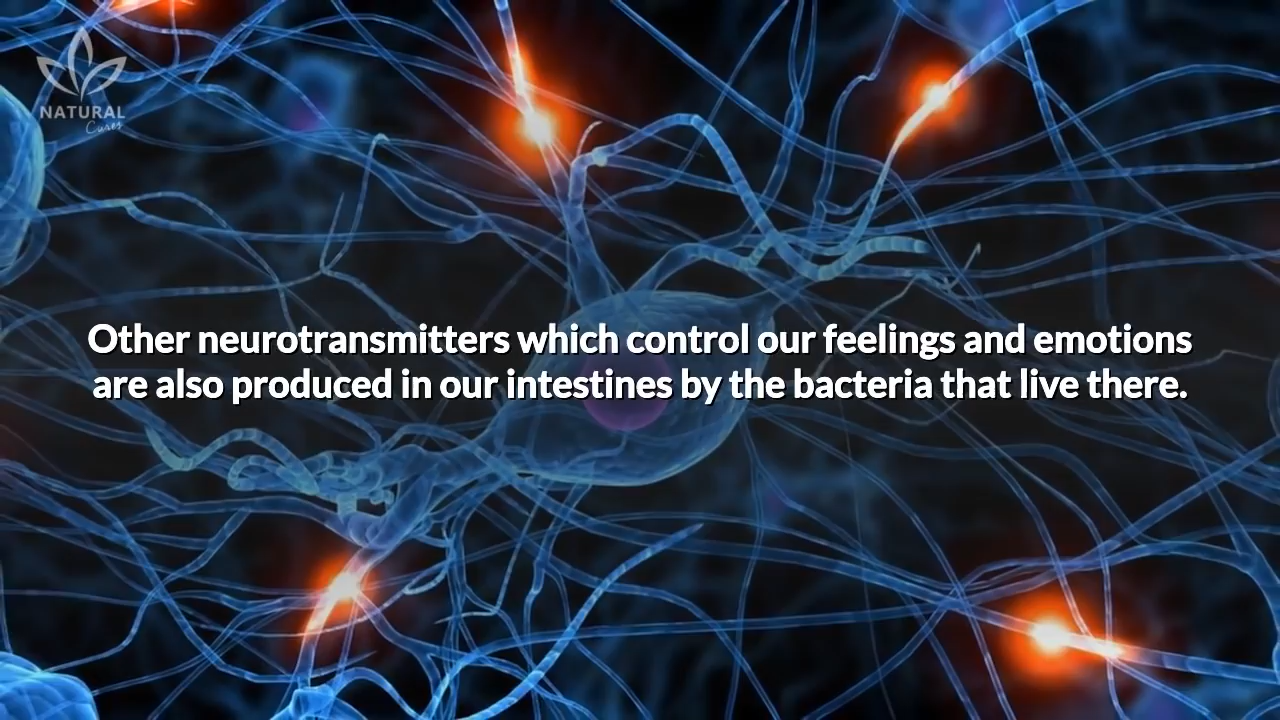 NATURAL
Cures
Other neurotransmitters which control our feelings and emotions
are also produced in our intestines by the bacteria that live there.